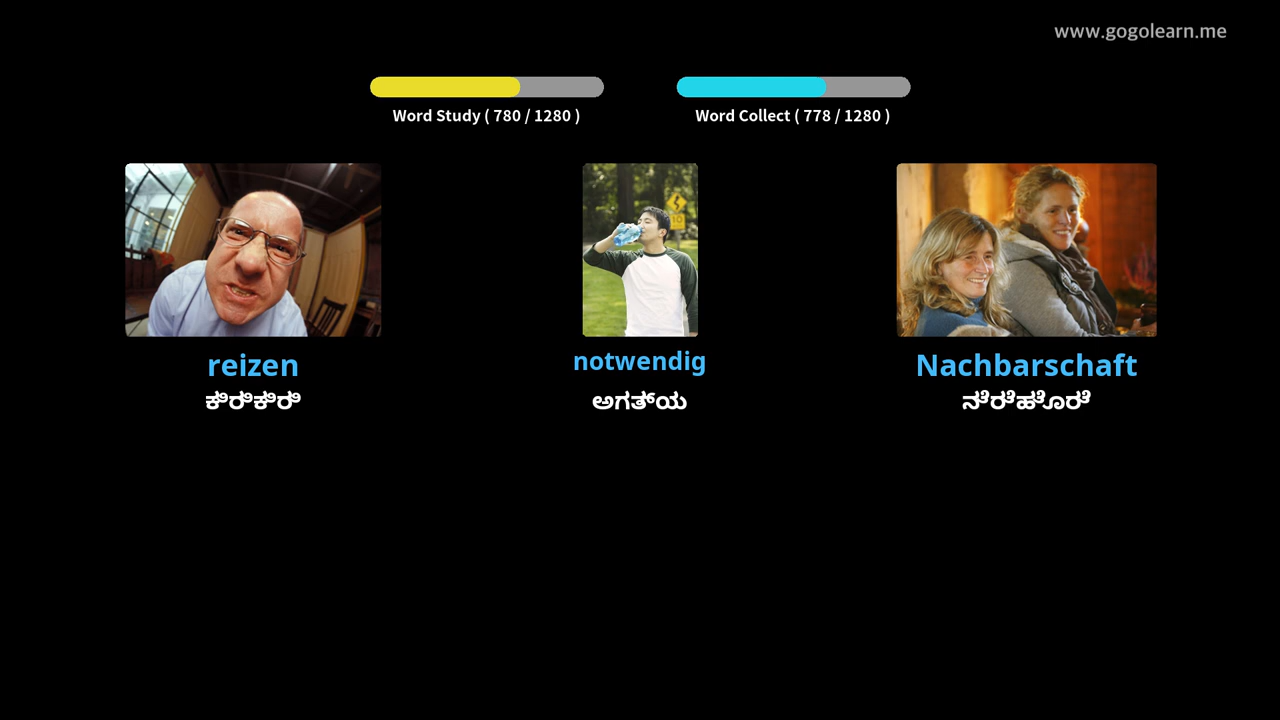 www.gogolearn.me
Word Study ( 780 / 1280 )
Word Collect ( 778 / 1280 )
reizen
notwendig
Nachbarschaft
ಕಿರಿಕಿರಿ
ಅಗತ್ಯ
ನೆರೆಹೊರೆ